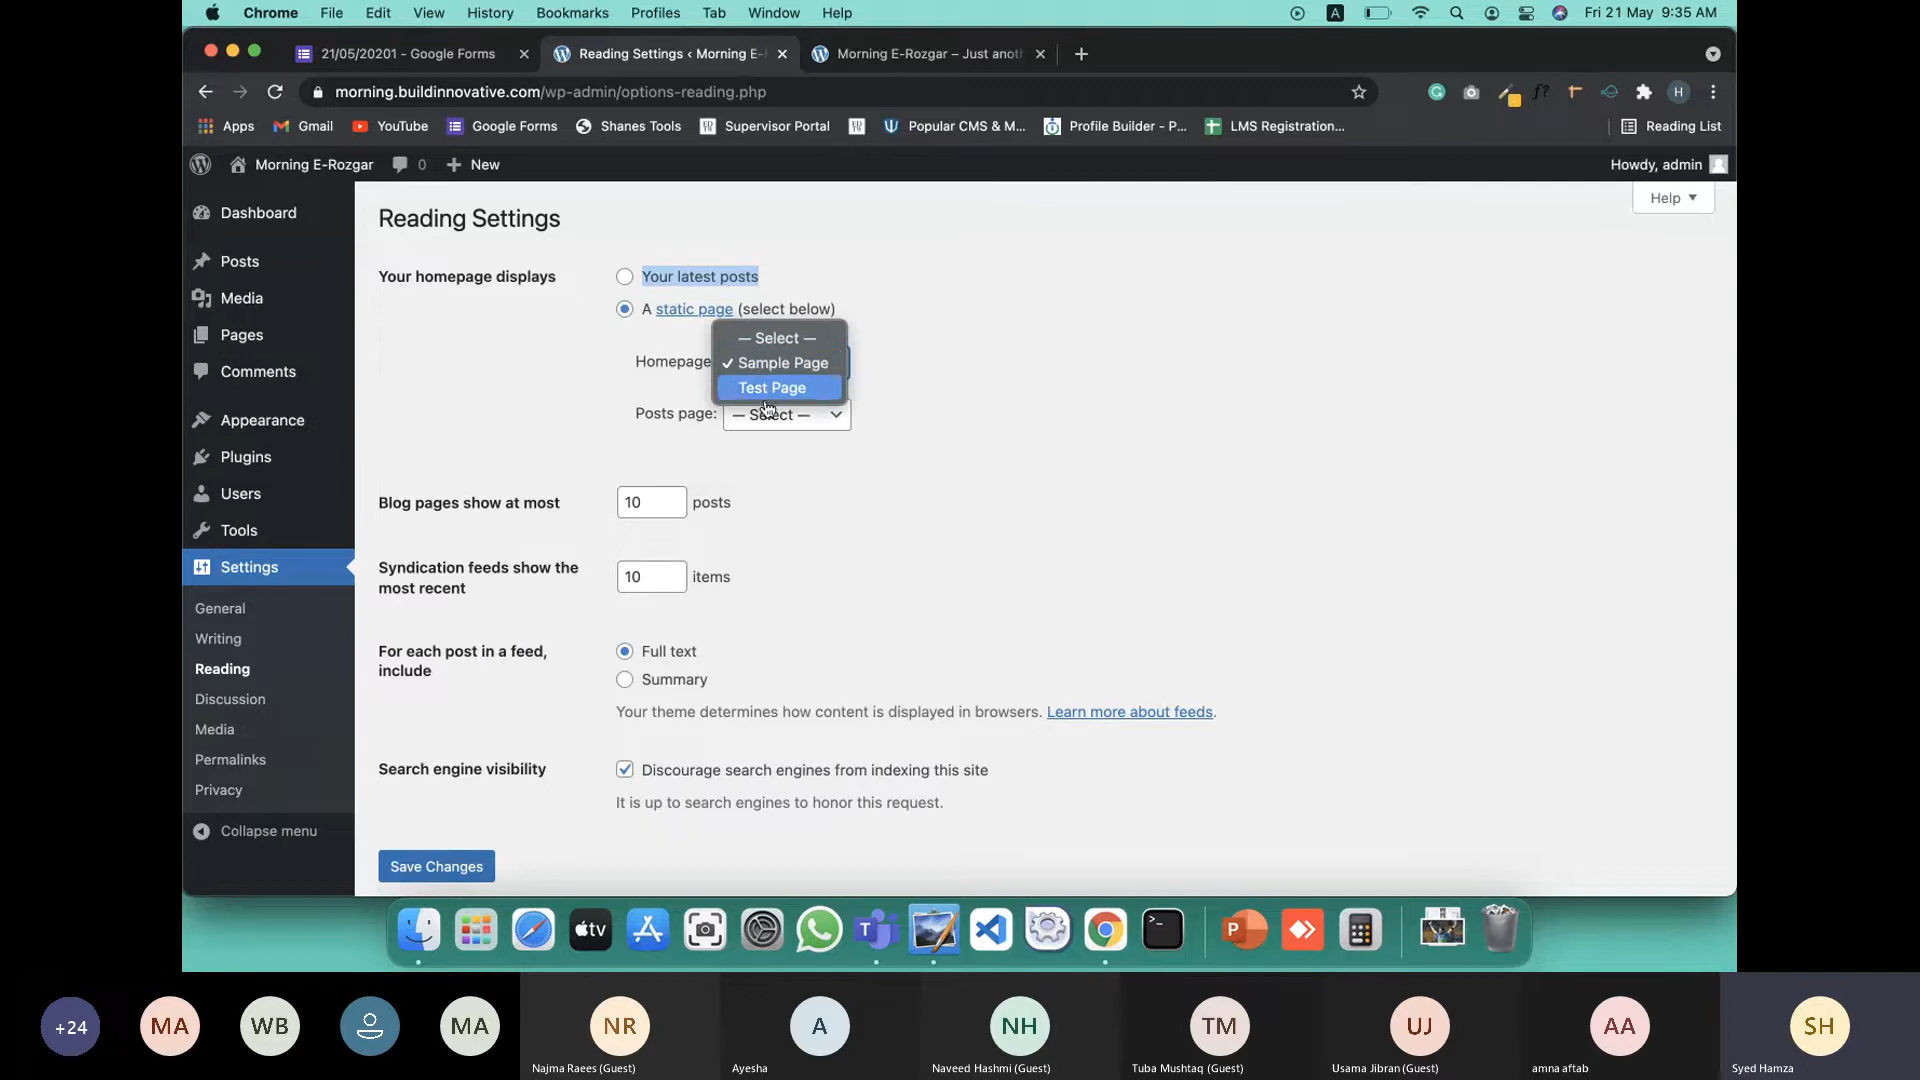 Chrome File Edit View History Bookmarks Profiles Tab Window Help A Fri 21 May 9:35 AM
21/05/20201 - Google Forms Reading Settings ‹ Morning E- Morning E-Rozgar – Just anot
morning.buildinnovative.com/wp-admin/options-reading.php f? H
Apps Gmail YouTube Google Forms Shanes Tools Supervisor Portal Popular CMS & M... Profile Builder - P... LMS Registration... Reading List
Morning E-Rozgar 0 New Howdy, admin
Help
Dashboard
Posts
Media
Pages
Comments
Appearance
Plugins
Users
Tools
Settings
General
Writing
Reading
Discussion
Media
Permalinks
Privacy
Collapse menu
Reading Settings
Your homepage displays
Your latest posts
A static page (select below)
— Select —
Homepage
Sample Page
Test Page
Posts page: — Select —
Blog pages show at most 10 posts
Syndication feeds show the
most recent
10 items
For each post in a feed,
include
Full text
Summary
Your theme determines how content is displayed in browsers. Learn more about feeds.
Search engine visibility
Discourage search engines from indexing this site
It is up to search engines to honor this request.
Save Changes
tv T P
+24 MA WB MA NR A NH TM UJ AA SH
Najma Raees (Guest) Ayesha Naveed Hashmi (Guest) Tuba Mushtaq (Guest) Usama Jibran (Guest) amna aftab Syed Hamza